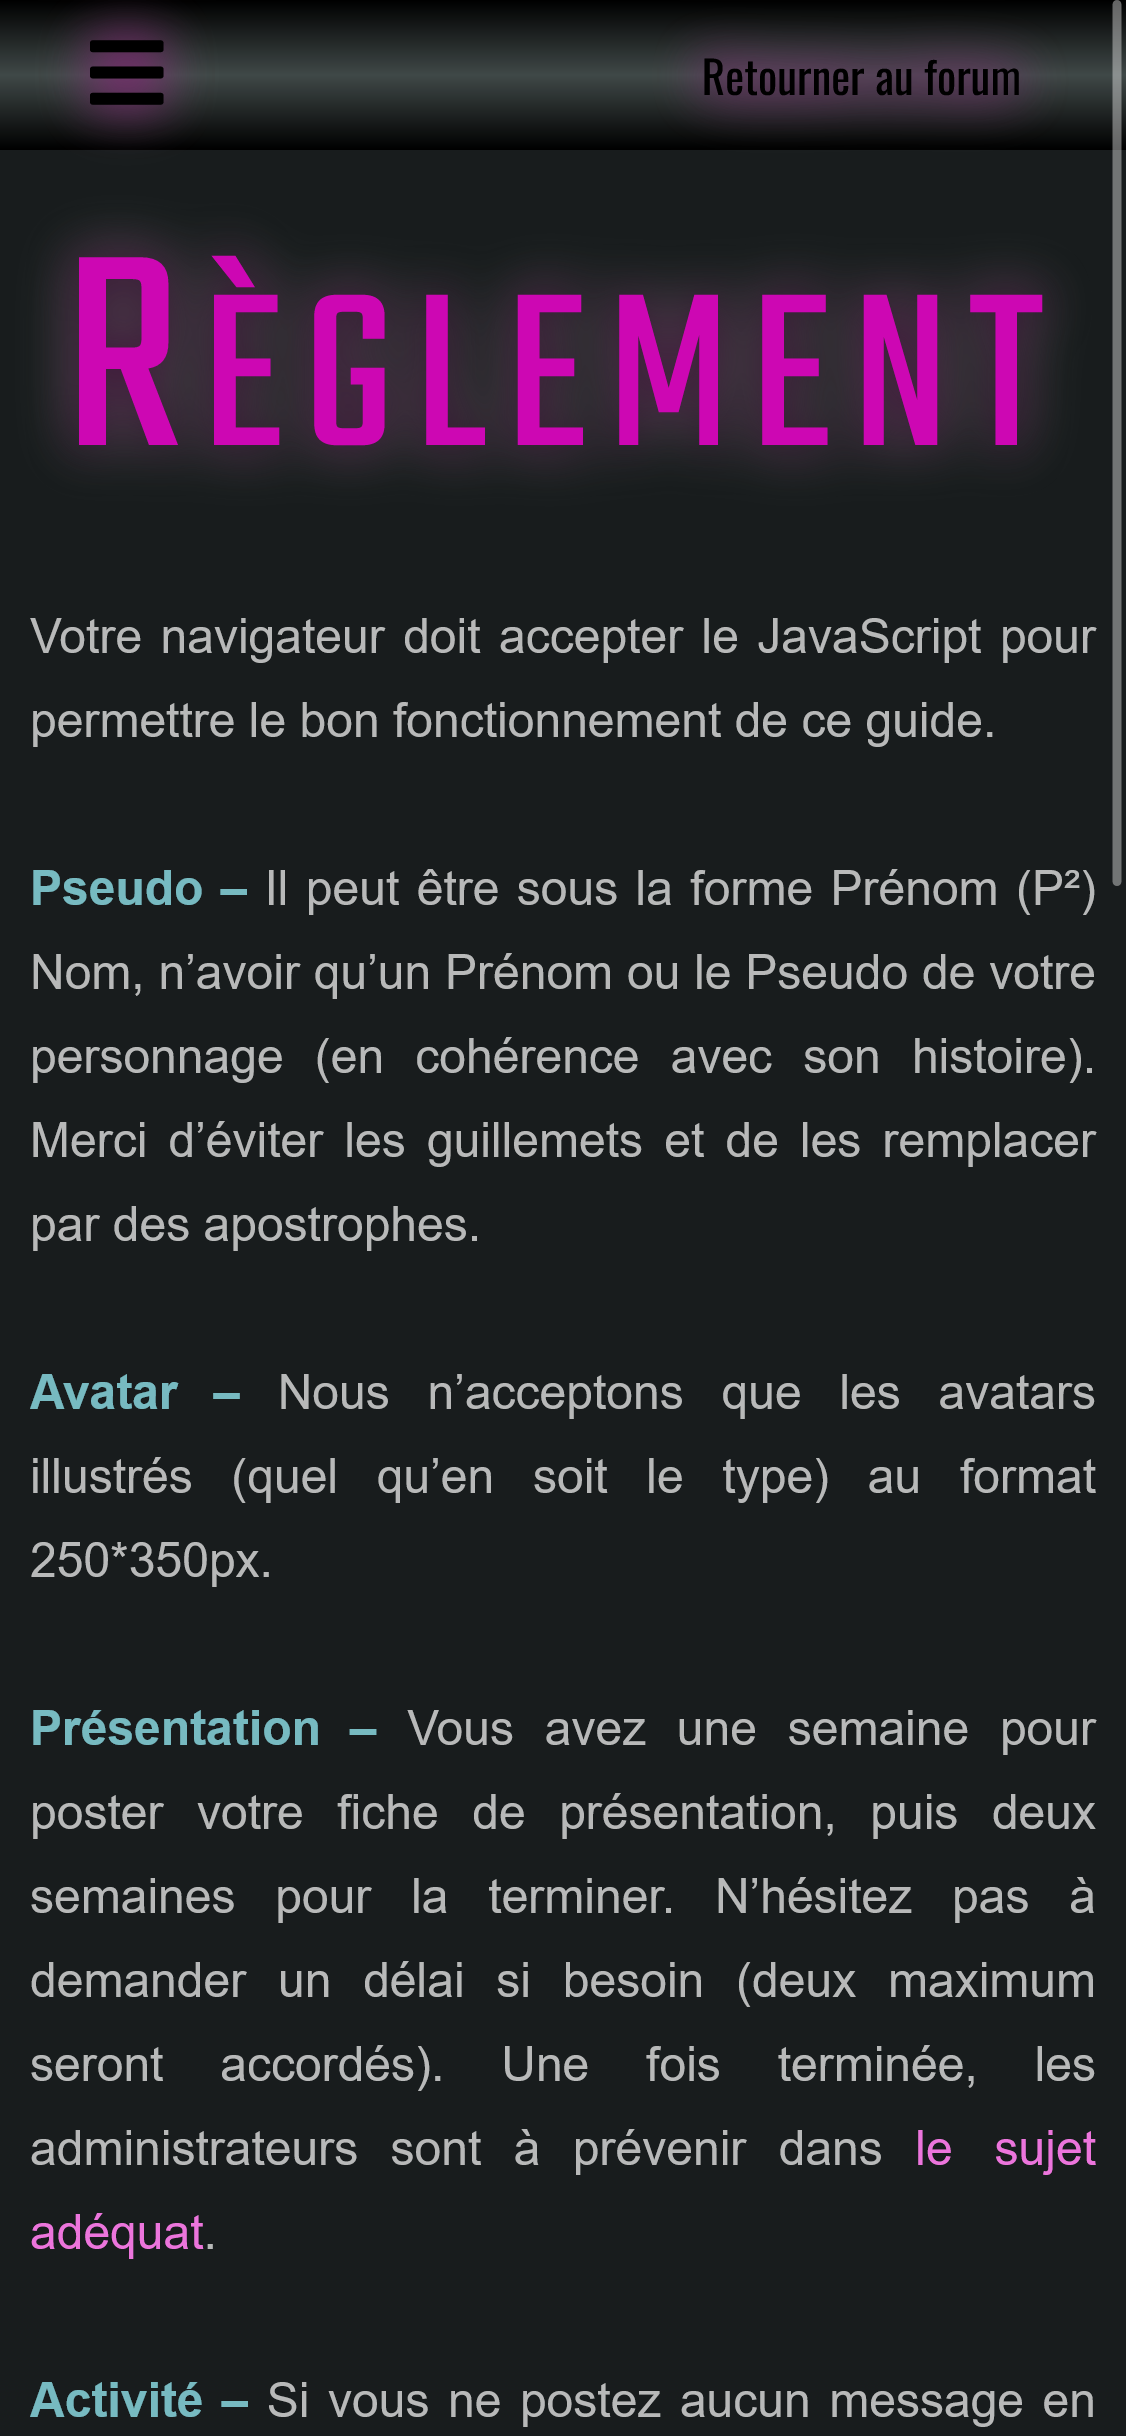 Retourner au forum
Règlement
Votre navigateur doit accepter le JavaScript pour
permettre le bon fonctionnement de ce guide.
Pseudo – Il peut être sous la forme Prénom (P²)
Nom, n’avoir qu’un Prénom ou le Pseudo de votre
personnage (en cohérence avec son histoire).
Merci d’éviter les guillemets et de les remplacer
par des apostrophes.
Avatar – Nous n’acceptons que les avatars
illustrés (quel qu’en soit le type) au format
250*350px.
Présentation – Vous avez une semaine pour
poster votre fiche de présentation, puis deux
semaines pour la terminer. N’hésitez pas à
demander un délai si besoin (deux maximum
seront accordés). Une fois terminée, les
administrateurs sont à prévenir dans le sujet
adéquat.
Activité – Si vous ne postez aucun message en